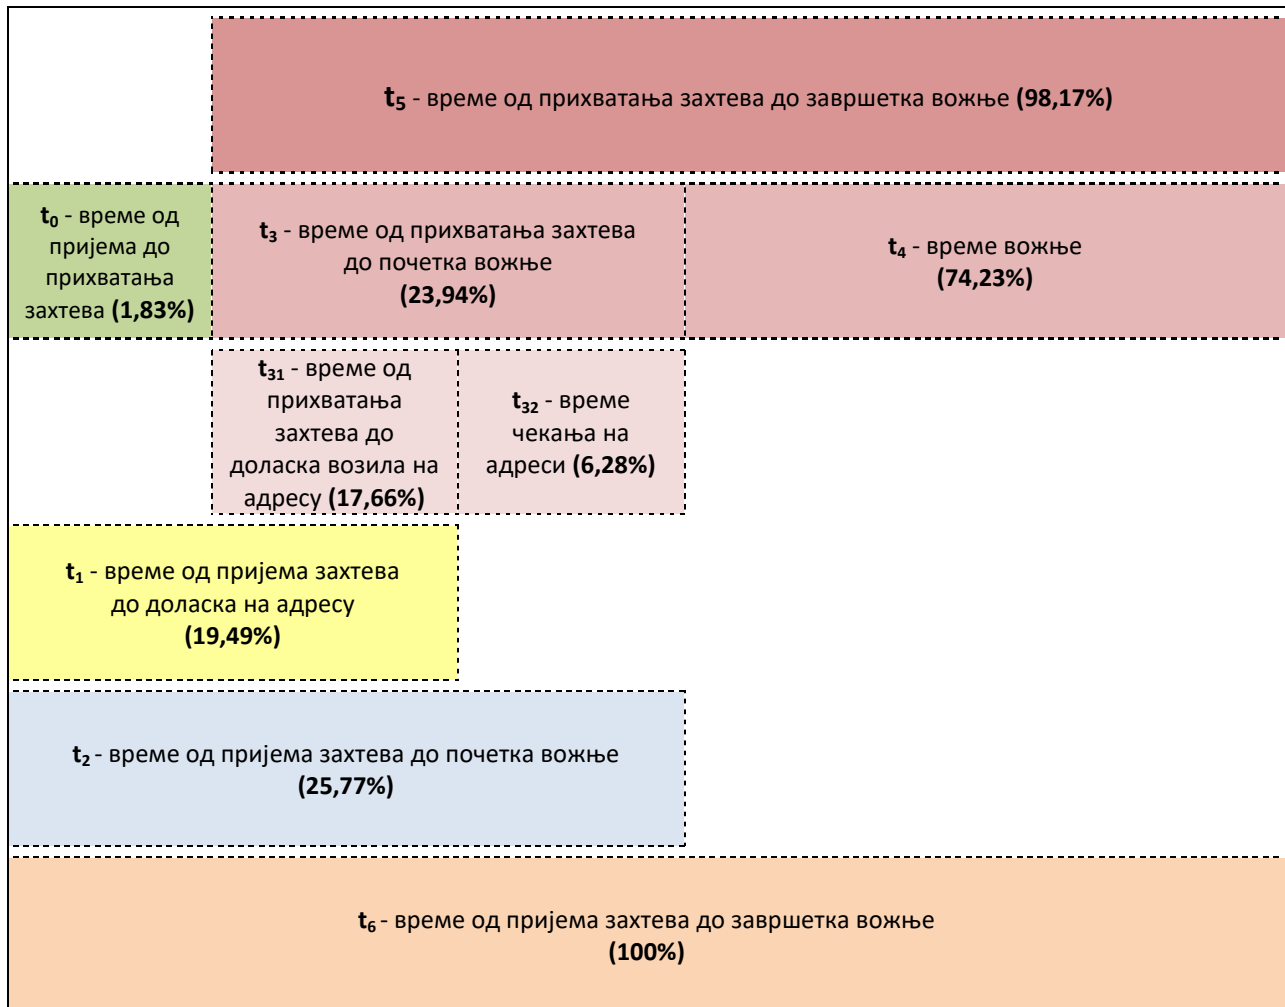 t5 - време од прихватања захтева до завршетка вожње (98,17%)
t0 - време од
пријема до
прихватања
захтева (1,83%)
t3 - време од прихватања захтева
до почетка вожње
(23,94%)
t4 - време вожње
(74,23%)
t31 - време од
прихватања
захтева до
доласка возила на
адресу (17,66%)
t32 - време
чекања на
адреси (6,28%)
t1 - време од пријема захтева
до доласка на адресу
(19,49%)
t2 - време од пријема захтева до почетка вожње
(25,77%)
t6 - време од пријема захтева до завршетка вожње
(100%)